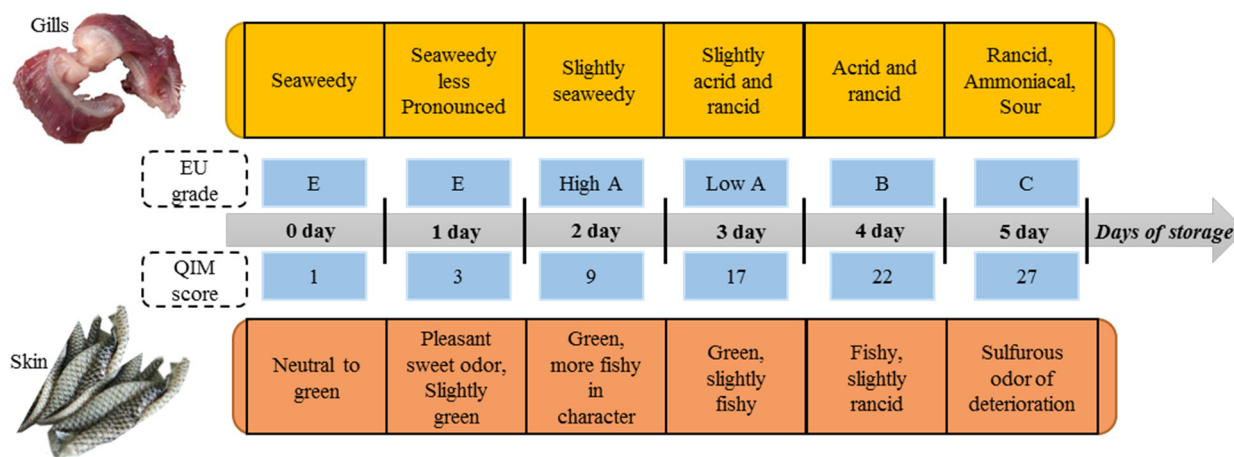 Gills
Seaweedy
Seaweedy
less
Pronounced
Slightly
seaweedy
Slightly
acrid and
rancid
Acrid and
rancid
Rancid,
Ammoniacal,
Sour
EU
grade
E
E
High A
Low A
B
C
0 day
1 day
2 day
3 day
4 day
5 day
Days of storage
QIM
score
1
3
9
17
22
27
Skin
Neutral to
green
Pleasant
sweet odor,
Slightly
green
Green,
more fishy
in
character
Green,
slightly
fishy
Fishy,
slightly
rancid
Sulfurous
odor of
deterioration